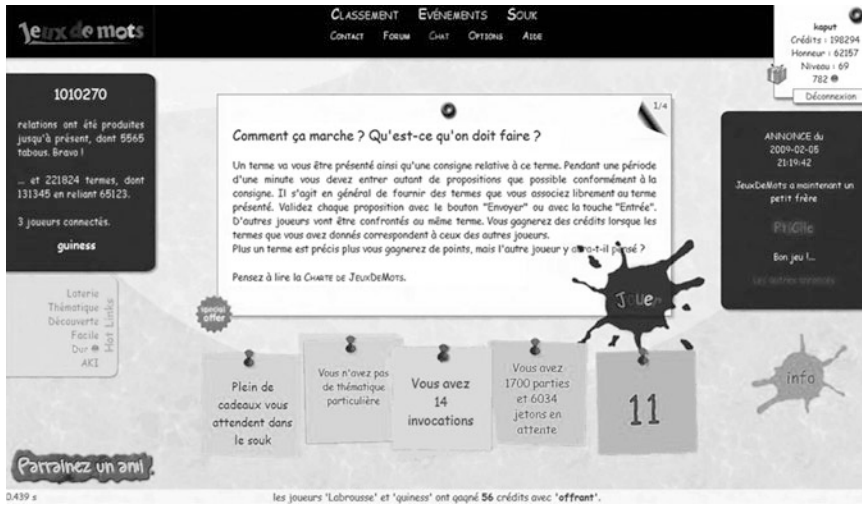 Jeux de mots
CLASSEMENT EVÉNEMENTS SOUK
CONTACT FORUM CHAT OPTIONS AIDE
kaput
Crédits : 198294
Honneur : 62157
Niveau : 69
782
Déconnexion
1010270
relations ont été produites
jusqu'à présent, dont 5565
tabous. Bravo !
... et 221824 termes, dont
131345 en reliant 65123.
3 joueurs connectés.
guiness
Loterie
Thématique
Découverte
Facile
Dur
AKI
Hot Links
Parrainez un ami !
1/4
Comment ça marche ? Qu'est-ce qu'on doit faire ?
Un terme va vous être présenté ainsi qu'une consigne relative à ce terme. Pendant une période
d'une minute vous devez entrer autant de propositions que possible conformément à la
consigne. Il s'agit en général de fournir des termes que vous associez librement au terme
présenté. Validez chaque proposition avec le bouton "Envoyer" ou avec la touche "Entrée".
D'autres joueurs vont être confrontés au même terme. Vous gagnerez des crédits lorsque les
termes que vous avez donnés correspondent à ceux des autres joueurs.
Plus un terme est précis plus vous gagnerez de points, mais l'autre joueur y aura-t-il pensé ?
Pensez à lire la CHARTE DE JEUXDEMOTS.
special
offer
Jouer
Plein de
cadeaux vous
attendent dans
le souk
Vous n'avez pas
de thématique
particulière
Vous avez
14
invocations
Vous avez
1700 parties
et 6034
jetons en
attente
11
ANNONCE du
2009-02-05
21:19:42
JeuxDeMots a maintenant un
petit frère
PtiClic
Bon jeu !...
Les autres annonces
info
0.439 s
les joueurs 'Labrousse' et 'quiness' ont gagné 56 crédits avec 'offrant'.